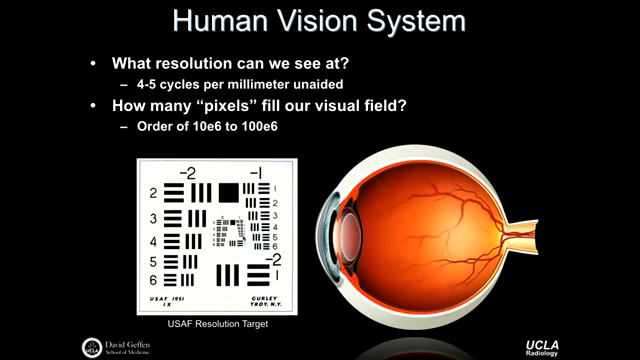 Human Vision System
• What resolution can we see at?
– 4-5 cycles per millimeter unaided
• How many “pixels” fill our visual field?
– Order of 10e6 to 100e6
−2 −1
2
3
4
5
6
1
2
3
4
5
6
−2
1
USAF 1951
1X
GURLEY
TROY, N.Y.
USAF Resolution Target
UCLA
David Geffen
School of Medicine
UCLA
Radiology